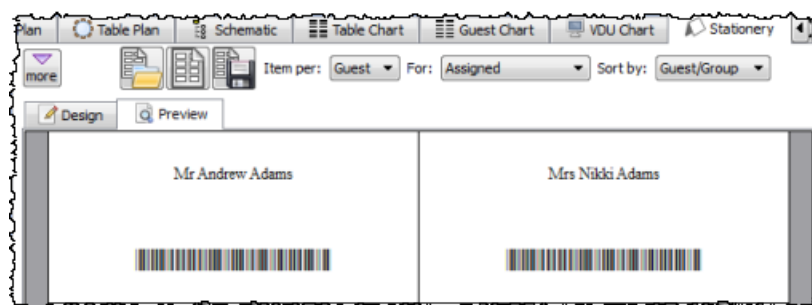 Plan Table Plan Schematic Table Chart Guest Chart VDU Chart Stationery
more Item per: Guest For: Assigned Sort by: Guest/Group
Design Preview
Mr Andrew Adams Mrs Nikki Adams